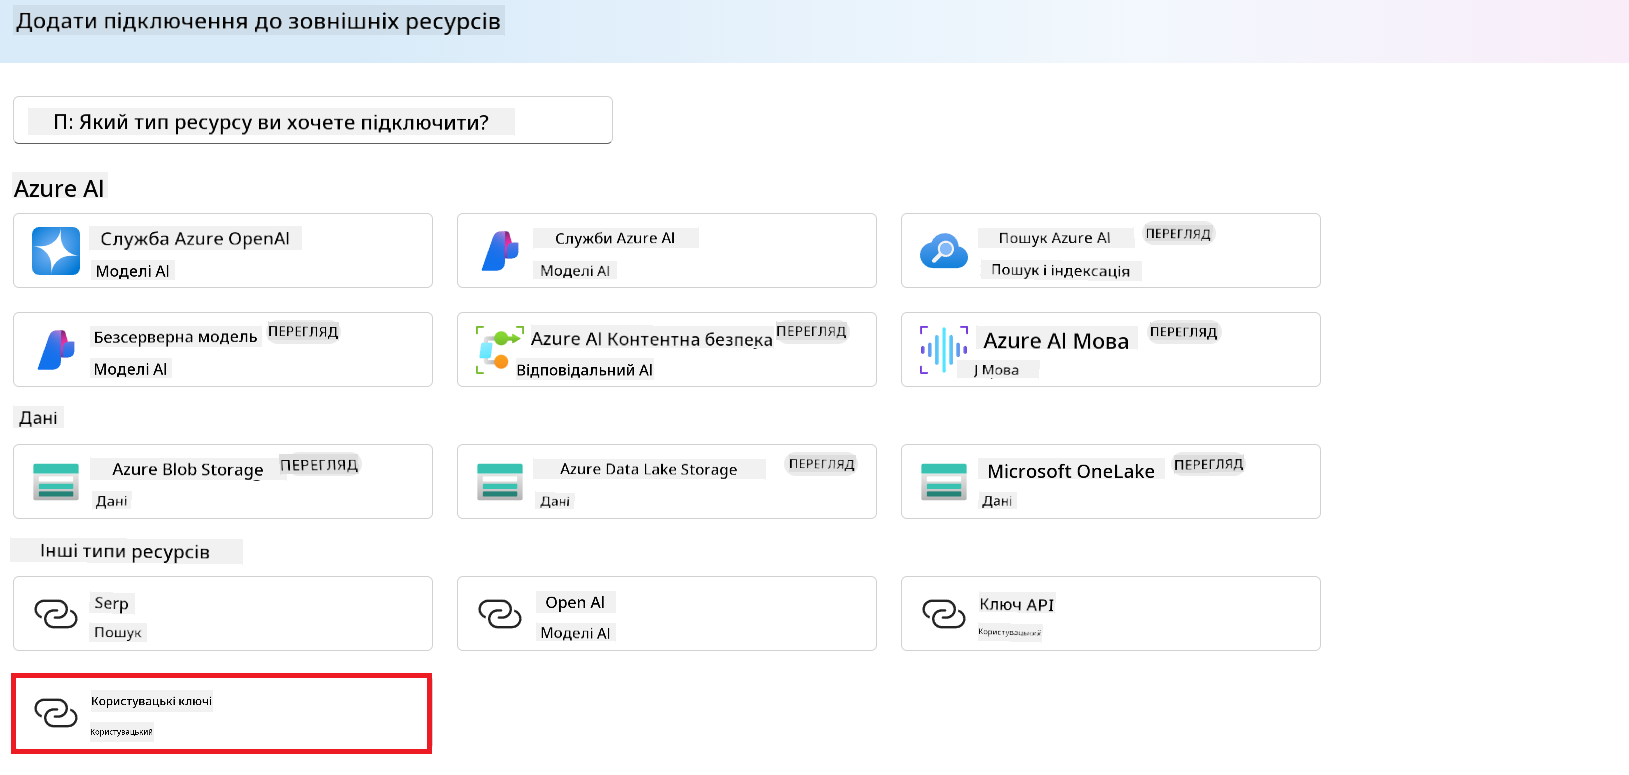 Додати підключення до зовнішніх ресурсів
П: Який тип ресурсу ви хочете підключити?
Azure AI
Служба Azure OpenAI
Моделі AI
Служби Azure AI
Моделі AI
Пошук Azure AI ПЕРЕГЛЯД
Пошук і індексація
Безсерверна модель ПЕРЕГЛЯД
Моделі AI
Azure AI Контентна безпека ПЕРЕГЛЯД
Відповідальний AI
Azure AI Мова ПЕРЕГЛЯД
J Мова
Дані
Azure Blob Storage ПЕРЕГЛЯД
Дані
Azure Data Lake Storage ПЕРЕГЛЯД
Дані
Microsoft OneLake ПЕРЕГЛЯД
Дані
Інші типи ресурсів
Serp
Пошук
Open AI
Моделі AI
Ключ API
Користувацький
Користувацькі ключі
Користувацький